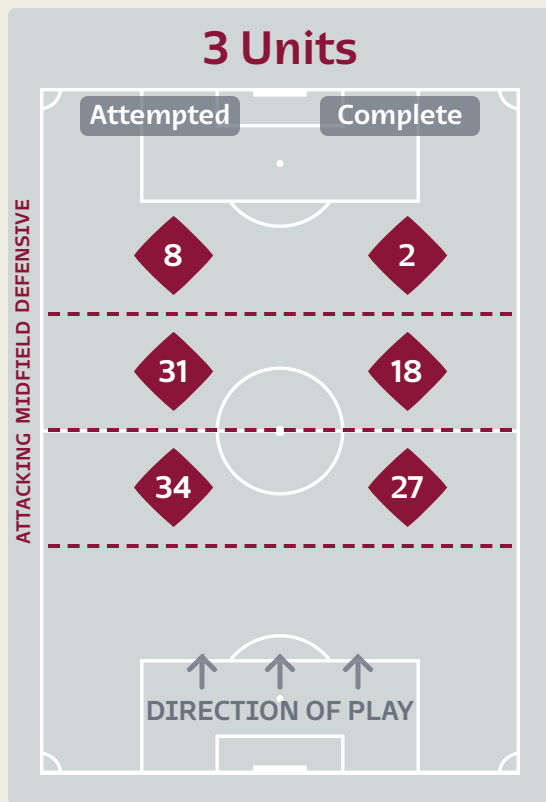 3 Units
Attempted Complete
8 2
31 18
34 27
ATTACKING MIDFIELD DEFENSIVE
DIRECTION OF PLAY